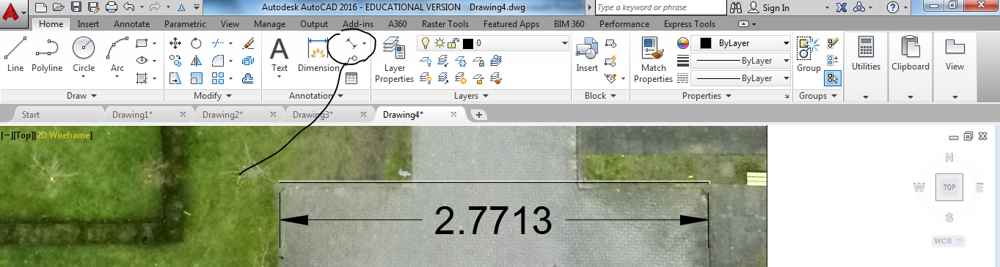 Autodesk AutoCAD 2016 - EDUCATIONAL VERSION Drawing4.dwg
Type a keyword or phrase
Sign In
Home Insert Annotate Parametric View Manage Output Add-ins A360 Raster Tools Featured Apps BIM 360 Performance Express Tools
Line Polyline Circle Arc
Text Dimension
Layer Properties
0
Insert
Match Properties
ByLayer
ByLayer
ByLayer
Group
Utilities
Clipboard
View
Draw Modify Annotation Layers Block Properties Groups
Start Drawing1* Drawing2* Drawing3* Drawing4*
[−][Top][2D Wireframe]
N
W TOP E
S
WCS
2.7713